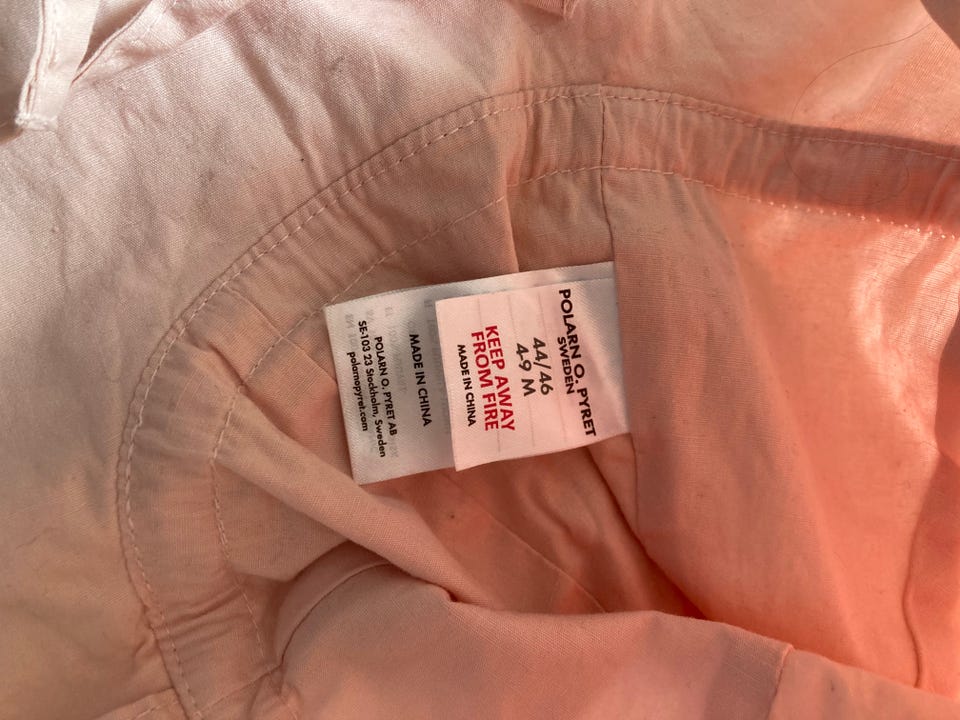 POLARN O. PYRET
SWEDEN
44/46
4-9 M
KEEP AWAY
FROM FIRE
MADE IN CHINA
MADE IN CHINA
POLARN O. PYRET AB
SE-103 23 Stockholm, Sweden
polarnopyret.com